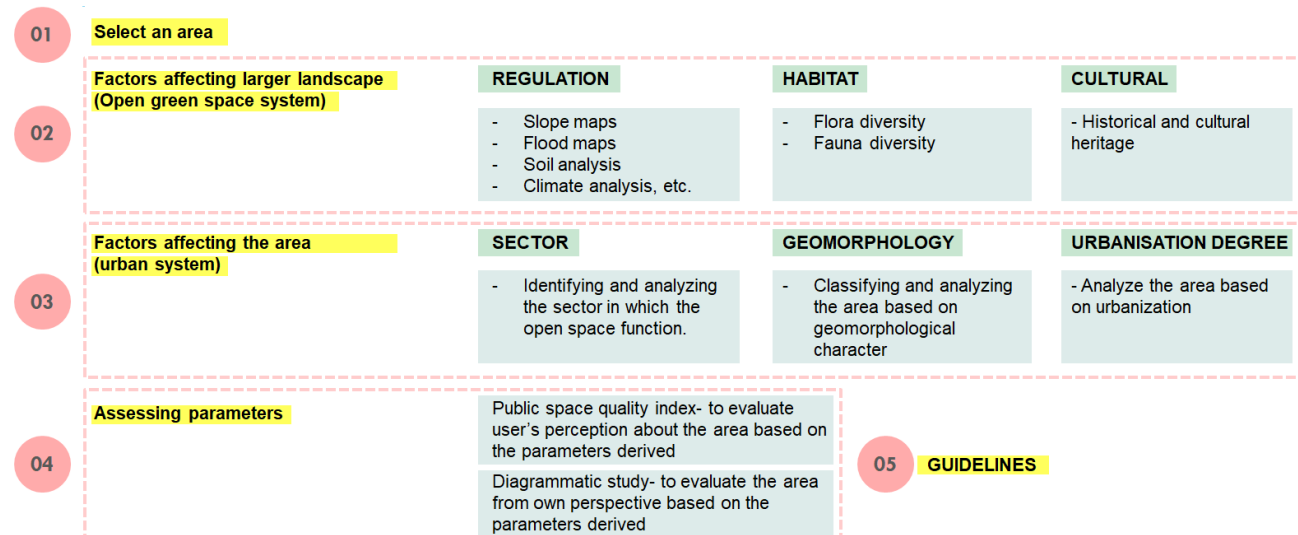 01
Select an area
02
Factors affecting larger landscape
(Open green space system)
REGULATION
- Slope maps
- Flood maps
- Soil analysis
- Climate analysis, etc.
HABITAT
- Flora diversity
- Fauna diversity
CULTURAL
- Historical and cultural
heritage
03
Factors affecting the area
(urban system)
SECTOR
- Identifying and analyzing
the sector in which the
open space function.
GEOMORPHOLOGY
- Classifying and analyzing
the area based on
geomorphological
character
URBANISATION DEGREE
- Analyze the area based
on urbanization
04
Assessing parameters
Public space quality index- to evaluate
user's perception about the area based on
the parameters derived
Diagrammatic study- to evaluate the area
from own perspective based on the
parameters derived
05
GUIDELINES